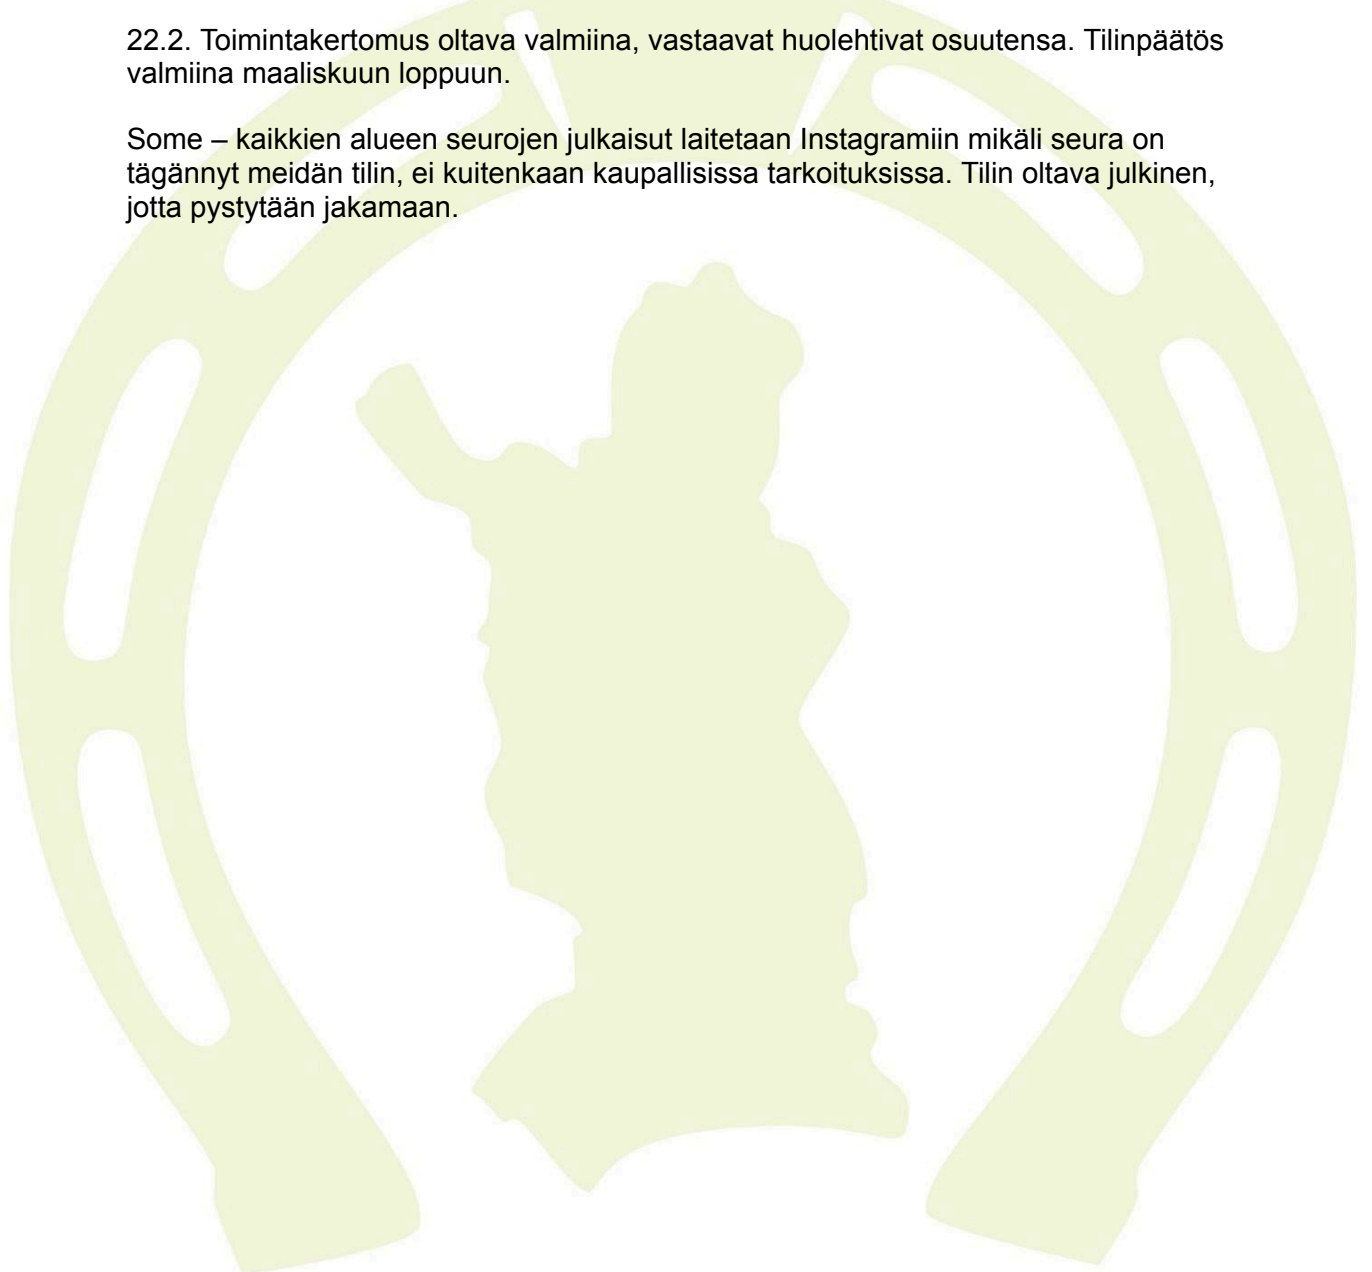 22.2. Toimintakertomus oltava valmiina, vastaavat huolehtivat osuutensa. Tilinpäätös
valmiina maaliskuun loppuun.
Some – kaikkien alueen seurojen julkaisut laitetaan Instagramiin mikäli seura on
tägännyt meidän tilin, ei kuitenkaan kaupallisissa tarkoituksissa. Tilin oltava julkinen,
jotta pystytään jakamaan.